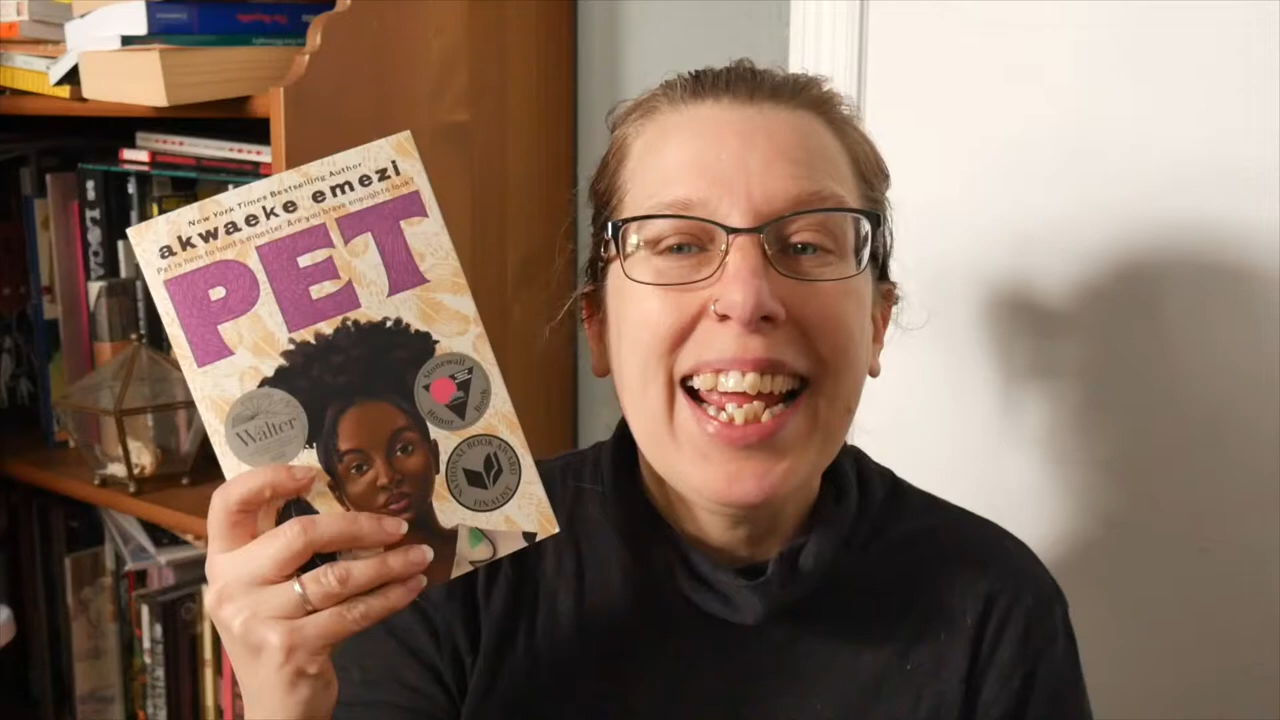 New York Times Bestselling Author
akwaeke emezi
Pet is here to hunt a monster. Are you brave enough to look?
PET
Stonewall
Honor Book
Walter
NATIONAL BOOK AWARD
FINALIST